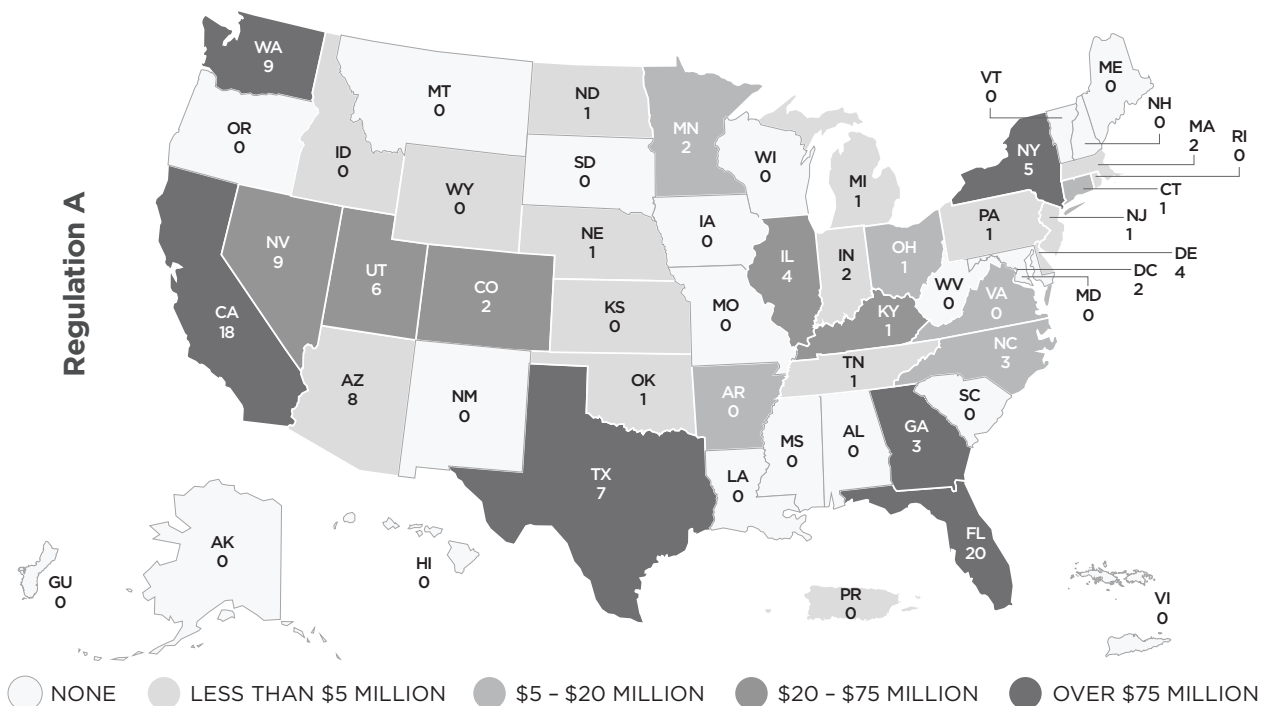 Regulation A
WA
9
OR
0
ID
0
MT
0
ND
1
MN
2
SD
0
WY
0
NE
1
IA
0
WI
0
MI
1
VT
0
ME
0
NH
0
MA
2
RI
0
NY
5
CT
1
NJ
1
PA
1
DE
4
DC
2
MD
0
CA
18
NV
9
UT
6
CO
2
KS
0
MO
0
IL
4
IN
2
OH
1
WV
0
VA
0
KY
1
NC
3
TN
1
AZ
8
NM
0
OK
1
AR
0
SC
0
MS
0
AL
0
GA
3
TX
7
LA
0
FL
20
AK
0
GU
0
HI
0
PR
0
VI
0
NONE
LESS THAN $5 MILLION
$5 – $20 MILLION
$20 – $75 MILLION
OVER $75 MILLION